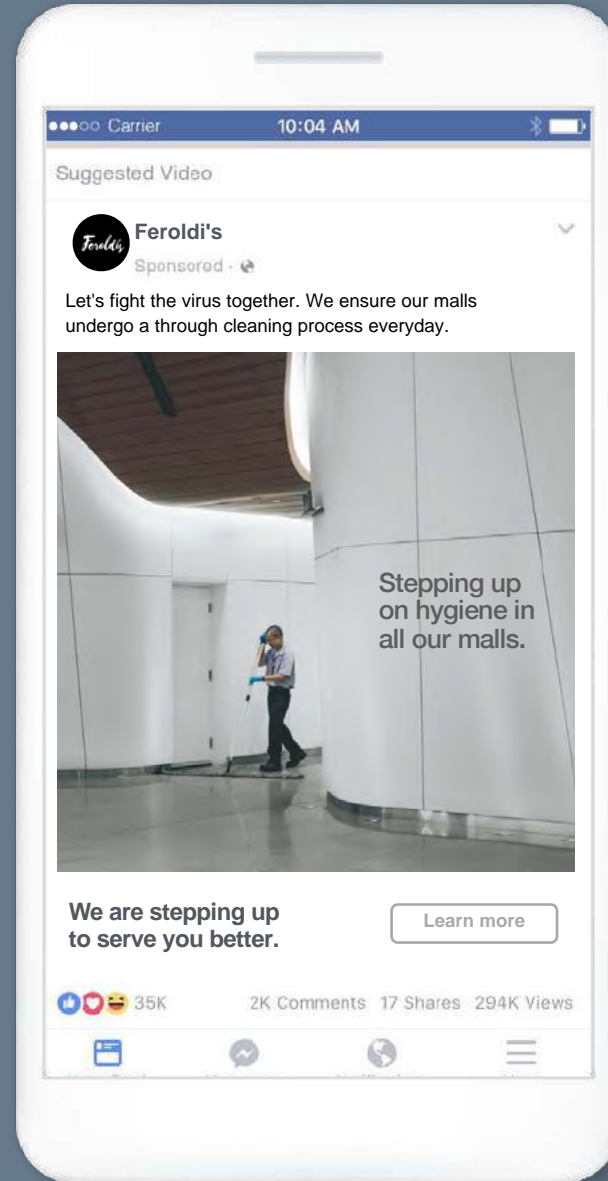 Carrier 10:04 AM
Suggested Video
Feroldi's
Feroldi's
Sponsored ·
Let's fight the virus together. We ensure our malls
undergo a through cleaning process everyday.
Stepping up
on hygiene in
all our malls.
We are stepping up
to serve you better.
Learn more
35K 2K Comments 17 Shares 294K Views